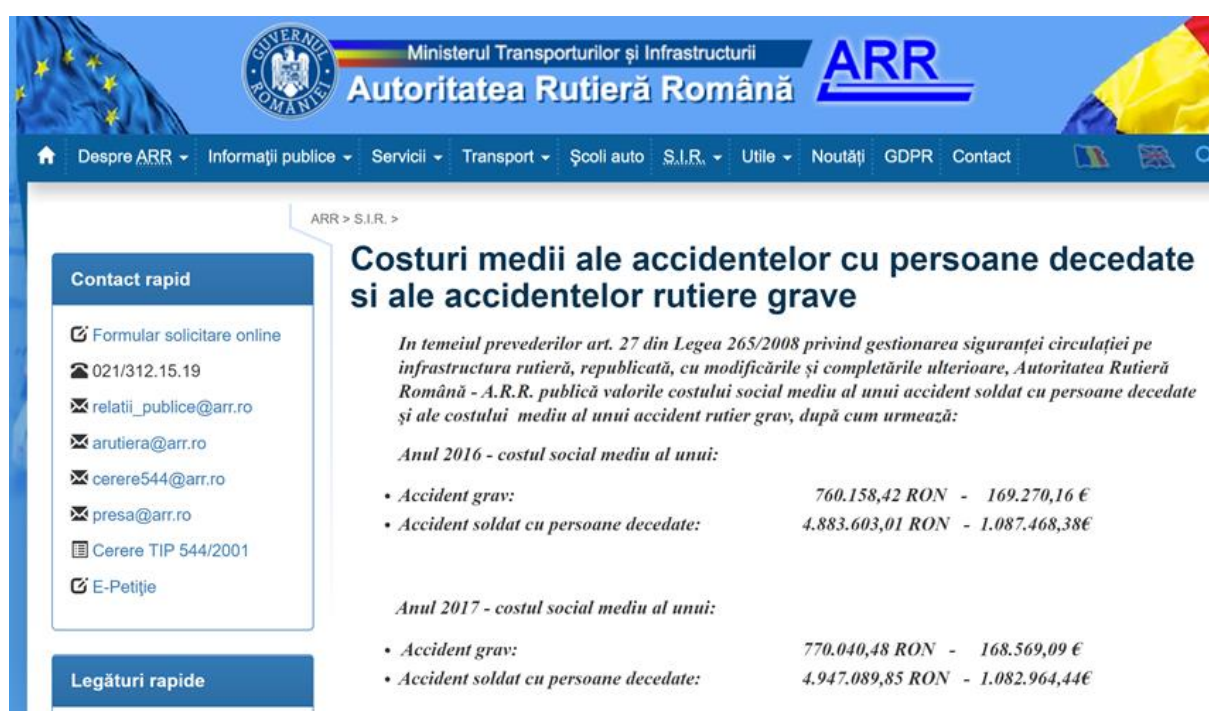 GUVERNUL ROMÂNIEI
Ministerul Transporturilor și Infrastructurii
Autoritatea Rutieră Română
ARR
Despre ARR Informații publice Servicii Transport Școli auto S.I.R. Utile Noutăți GDPR Contact
ARR > S.I.R. >
Contact rapid
Formular solicitare online
021/312.15.19
relatii_publice@arr.ro
arutiera@arr.ro
cerere544@arr.ro
presa@arr.ro
Cerere TIP 544/2001
E-Petiție
Legături rapide
Costuri medii ale accidentelor cu persoane decedate
si ale accidentelor rutiere grave
In temeiul prevederilor art. 27 din Legea 265/2008 privind gestionarea siguranței circulației pe
infrastructura rutieră, republicată, cu modificările și completările ulterioare, Autoritatea Rutieră
Română - A.R.R. publică valorile costului social mediu al unui accident soldat cu persoane decedate
și ale costului mediu al unui accident rutier grav, după cum urmează:
Anul 2016 - costul social mediu al unui:
• Accident grav: 760.158,42 RON - 169.270,16 €
• Accident soldat cu persoane decedate: 4.883.603,01 RON - 1.087.468,38€
Anul 2017 - costul social mediu al unui:
• Accident grav: 770.040,48 RON - 168.569,09 €
• Accident soldat cu persoane decedate: 4.947.089,85 RON - 1.082.964,44€